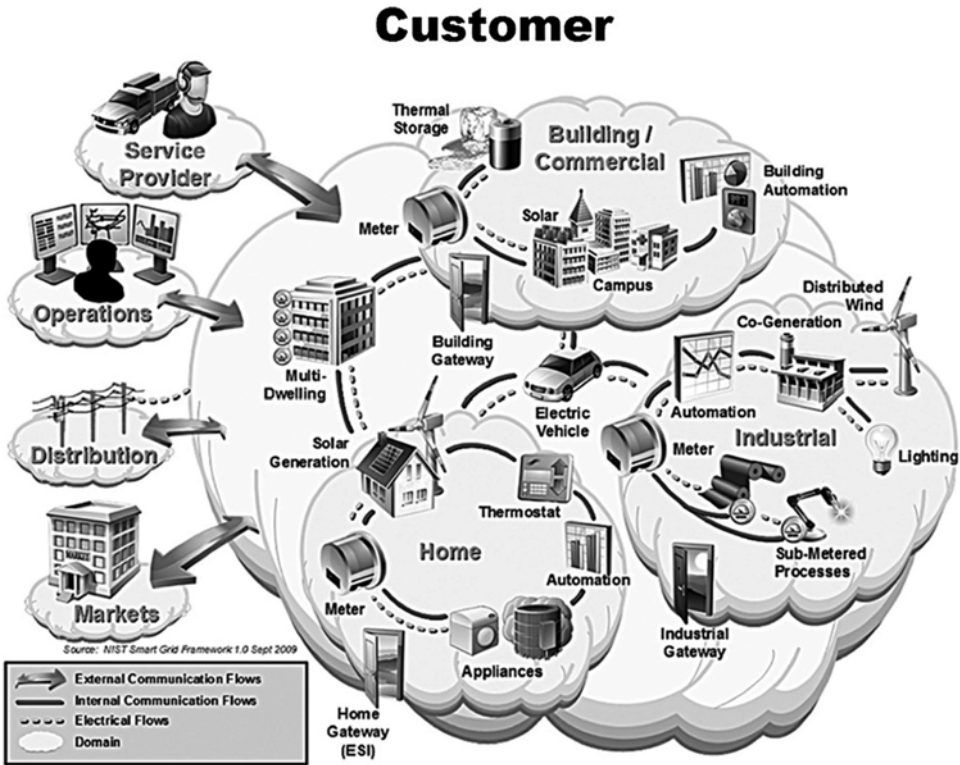 Customer
Service
Provider
Operations
Distribution
Markets
MARKET
Thermal
Storage
Building /
Commercial
Building
Automation
Meter
Solar
Campus
Building
Gateway
Multi-
Dwelling
Electric
Vehicle
Distributed
Wind
Co-Generation
Automation
Industrial
Meter
Lighting
Sub-Metered
Processes
Industrial
Gateway
Solar
Generation
Thermostat
Home
Automation
Meter
Appliances
Home
Gateway
(ESI)
Source: NIST Smart Grid Framework 1.0 Sept 2009
External Communication Flows
Internal Communication Flows
Electrical Flows
Domain